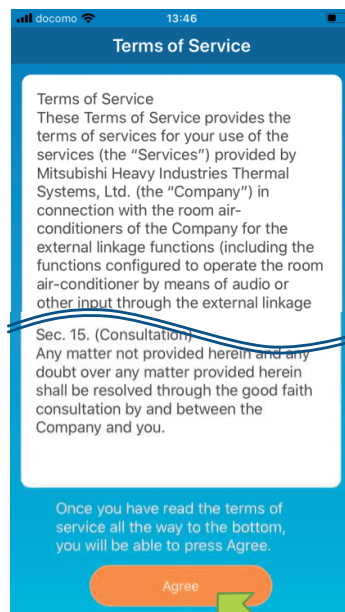 docomo 13:46
Terms of Service
Terms of Service
These Terms of Service provides the
terms of services for your use of the
services (the “Services”) provided by
Mitsubishi Heavy Industries Thermal
Systems, Ltd. (the “Company”) in
connection with the room air-
conditioners of the Company for the
external linkage functions (including the
functions configured to operate the room
air-conditioner by means of audio or
other input through the external linkage
Sec. 15. (Consultation)
Any matter not provided herein and any
doubt over any matter provided herein
shall be resolved through the good faith
consultation by and between the
Company and you.
Once you have read the terms of
service all the way to the bottom,
you will be able to press Agree.
Agree